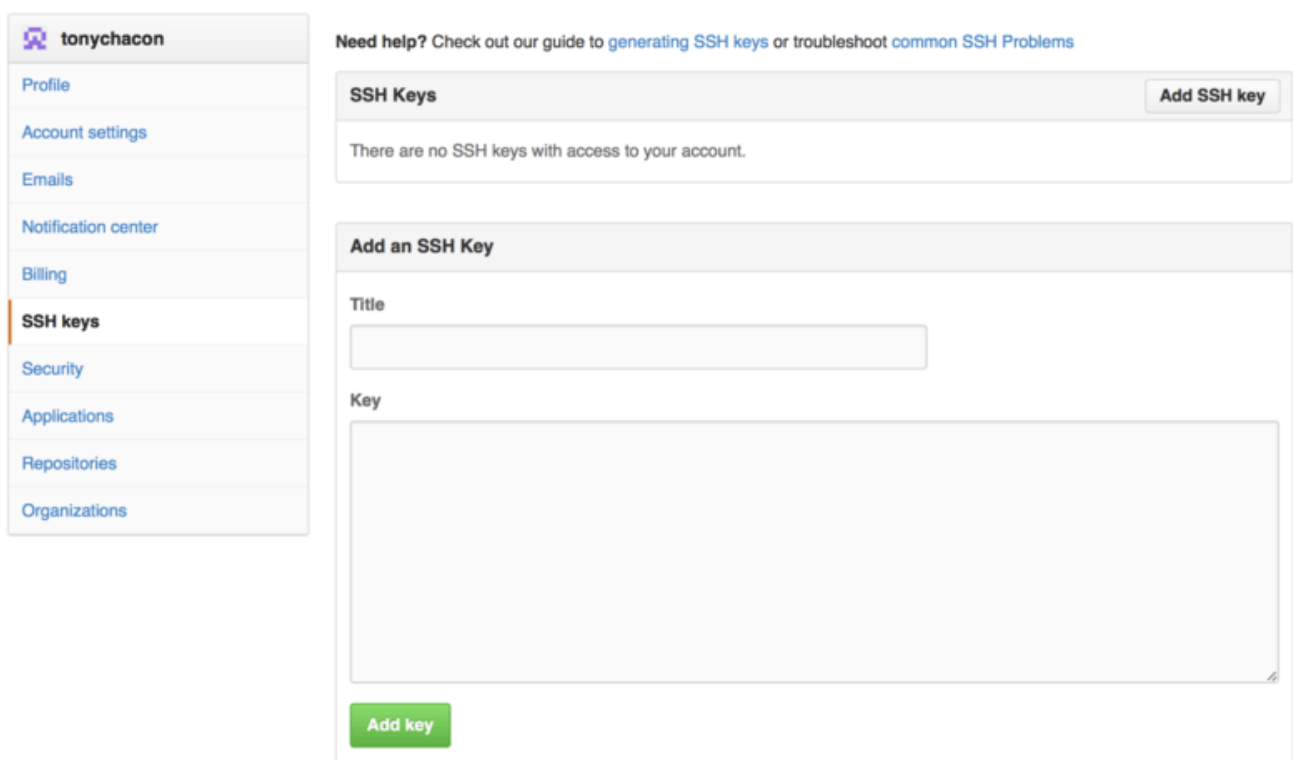 tonychacon
Profile
Account settings
Emails
Notification center
Billing
SSH keys
Security
Applications
Repositories
Organizations
Need help? Check out our guide to generating SSH keys or troubleshoot common SSH Problems
SSH Keys
Add SSH key
There are no SSH keys with access to your account.
Add an SSH Key
Title
Key
Add key